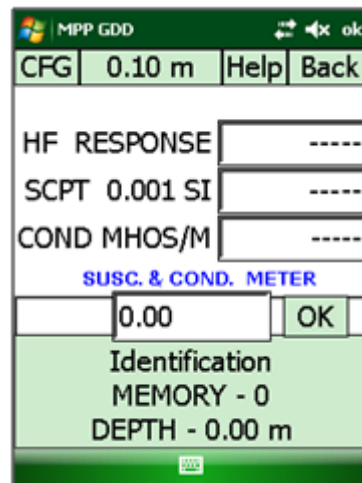 MPP GDD ok
CFG 0.10 m Help Back
HF RESPONSE -----
SCPT 0.001 SI -----
COND MHOS/M -----
SUSC. & COND. METER
0.00 OK
Identification
MEMORY - 0
DEPTH - 0.00 m